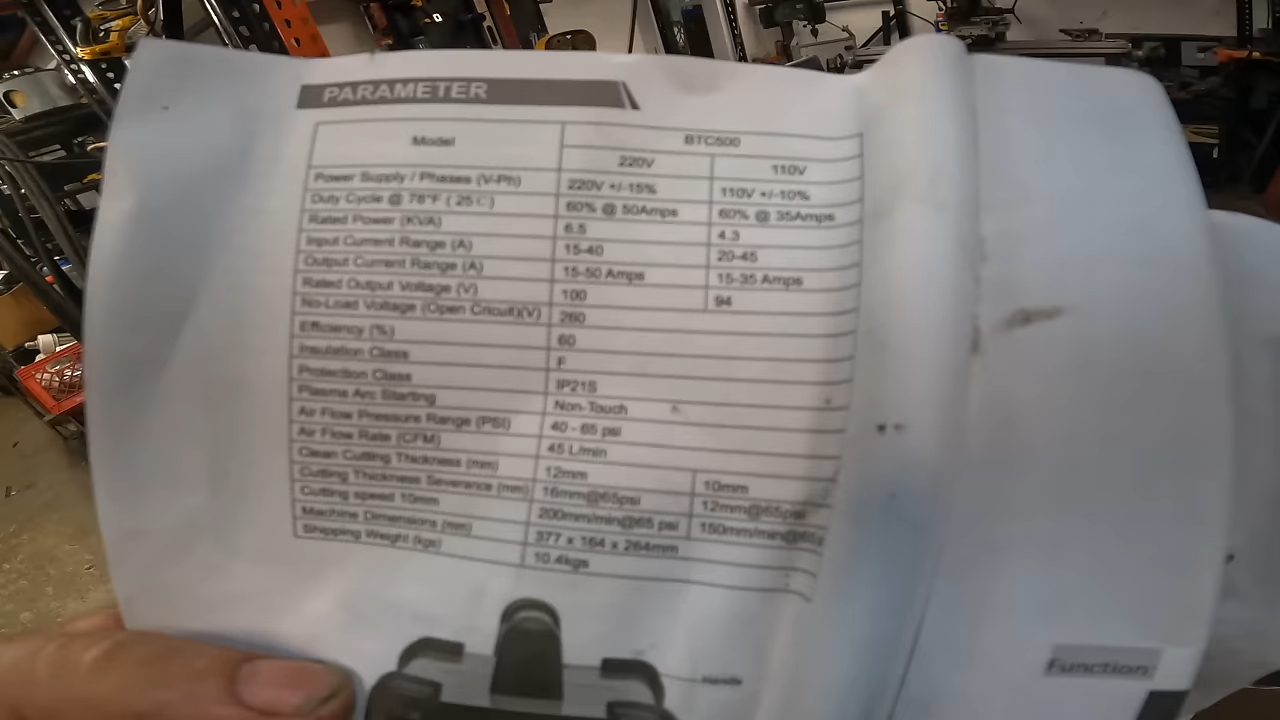 PARAMETER
Model BTC500
220V 110V
Power Supply / Phases (V-Ph) 220V +/-15% 110V +/-10%
Duty Cycle @ 78°F ( 25℃) 60% @ 50Amps 60% @ 35Amps
Rated Power (KVA) 6.5 4.3
Input Current Range (A) 15-40 20-45
Output Current Range (A) 15-50 Amps 15-35 Amps
Rated Output Voltage (V) 100 94
No-Load Voltage (Open Cricuit)(V) 260
Efficiency (%) 60
Insulation Class F
Protection Class IP21S
Plasma Arc Starting Non-Touch
Air Flow Pressure Range (PSI) 40 - 65 psi
Air Flow Rate (CFM) 45 L/min
Clean Cutting Thickness (mm) 12mm 10mm
Cutting Thickness Severance (mm) 16mm@65psi 12mm@65psi
Cutting speed 10mm 200mm/min@65 psi 150mm/min@65p
Machine Dimensions (mm) 377 x 164 x 264mm
Shipping Weight (kgs) 10.4kgs
Handle
Function